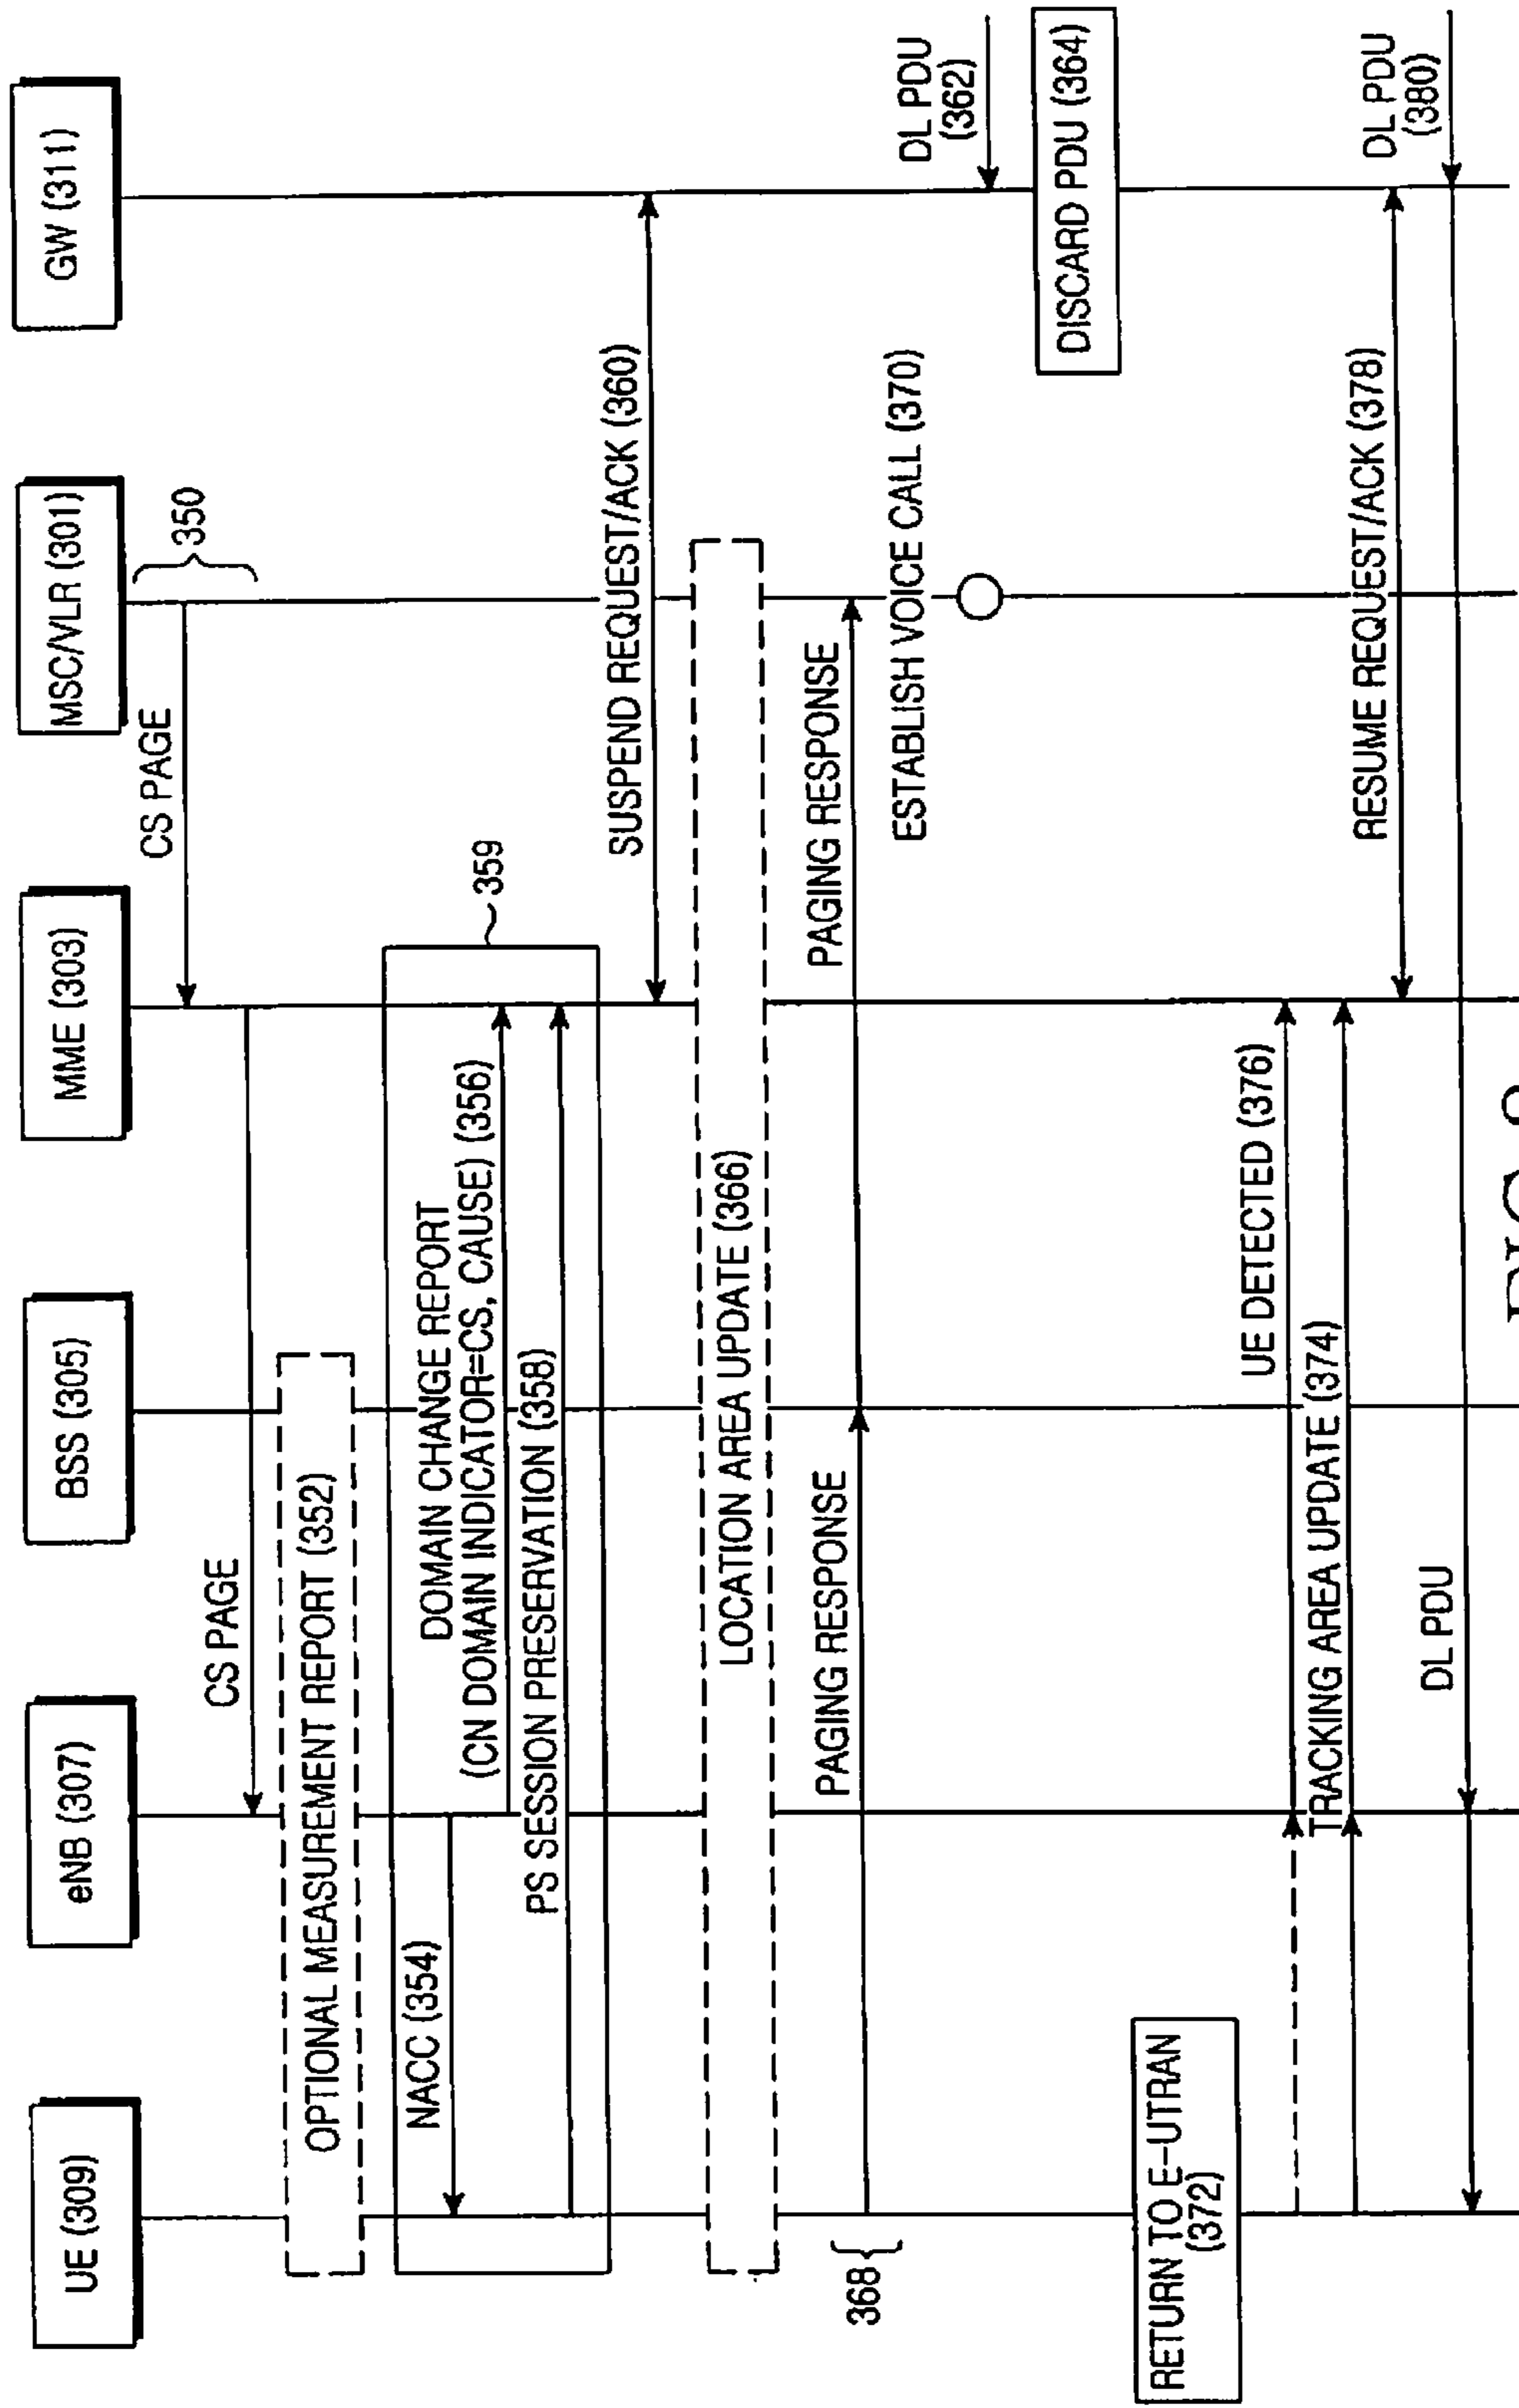 UE (309)
eNB (307)
BSS (305)
MME (303)
MSC/VLR (301)
GW (311)
350
CS PAGE
CS PAGE
OPTIONAL MEASUREMENT REPORT (352)
359
NACC (354)
DOMAIN CHANGE REPORT
(CN DOMAIN INDICATOR=CS, CAUSE) (356)
PS SESSION PRESERVATION (358)
SUSPEND REQUEST/ACK (360)
LOCATION AREA UPDATE (366)
368
PAGING RESPONSE
PAGING RESPONSE
ESTABLISH VOICE CALL (370)
DL PDU
(362)
DISCARD PDU (364)
RETURN TO E-UTRAN
(372)
UE DETECTED (376)
TRACKING AREA UPDATE (374)
RESUME REQUEST/ACK (378)
DL PDU
(380)
DL PDU